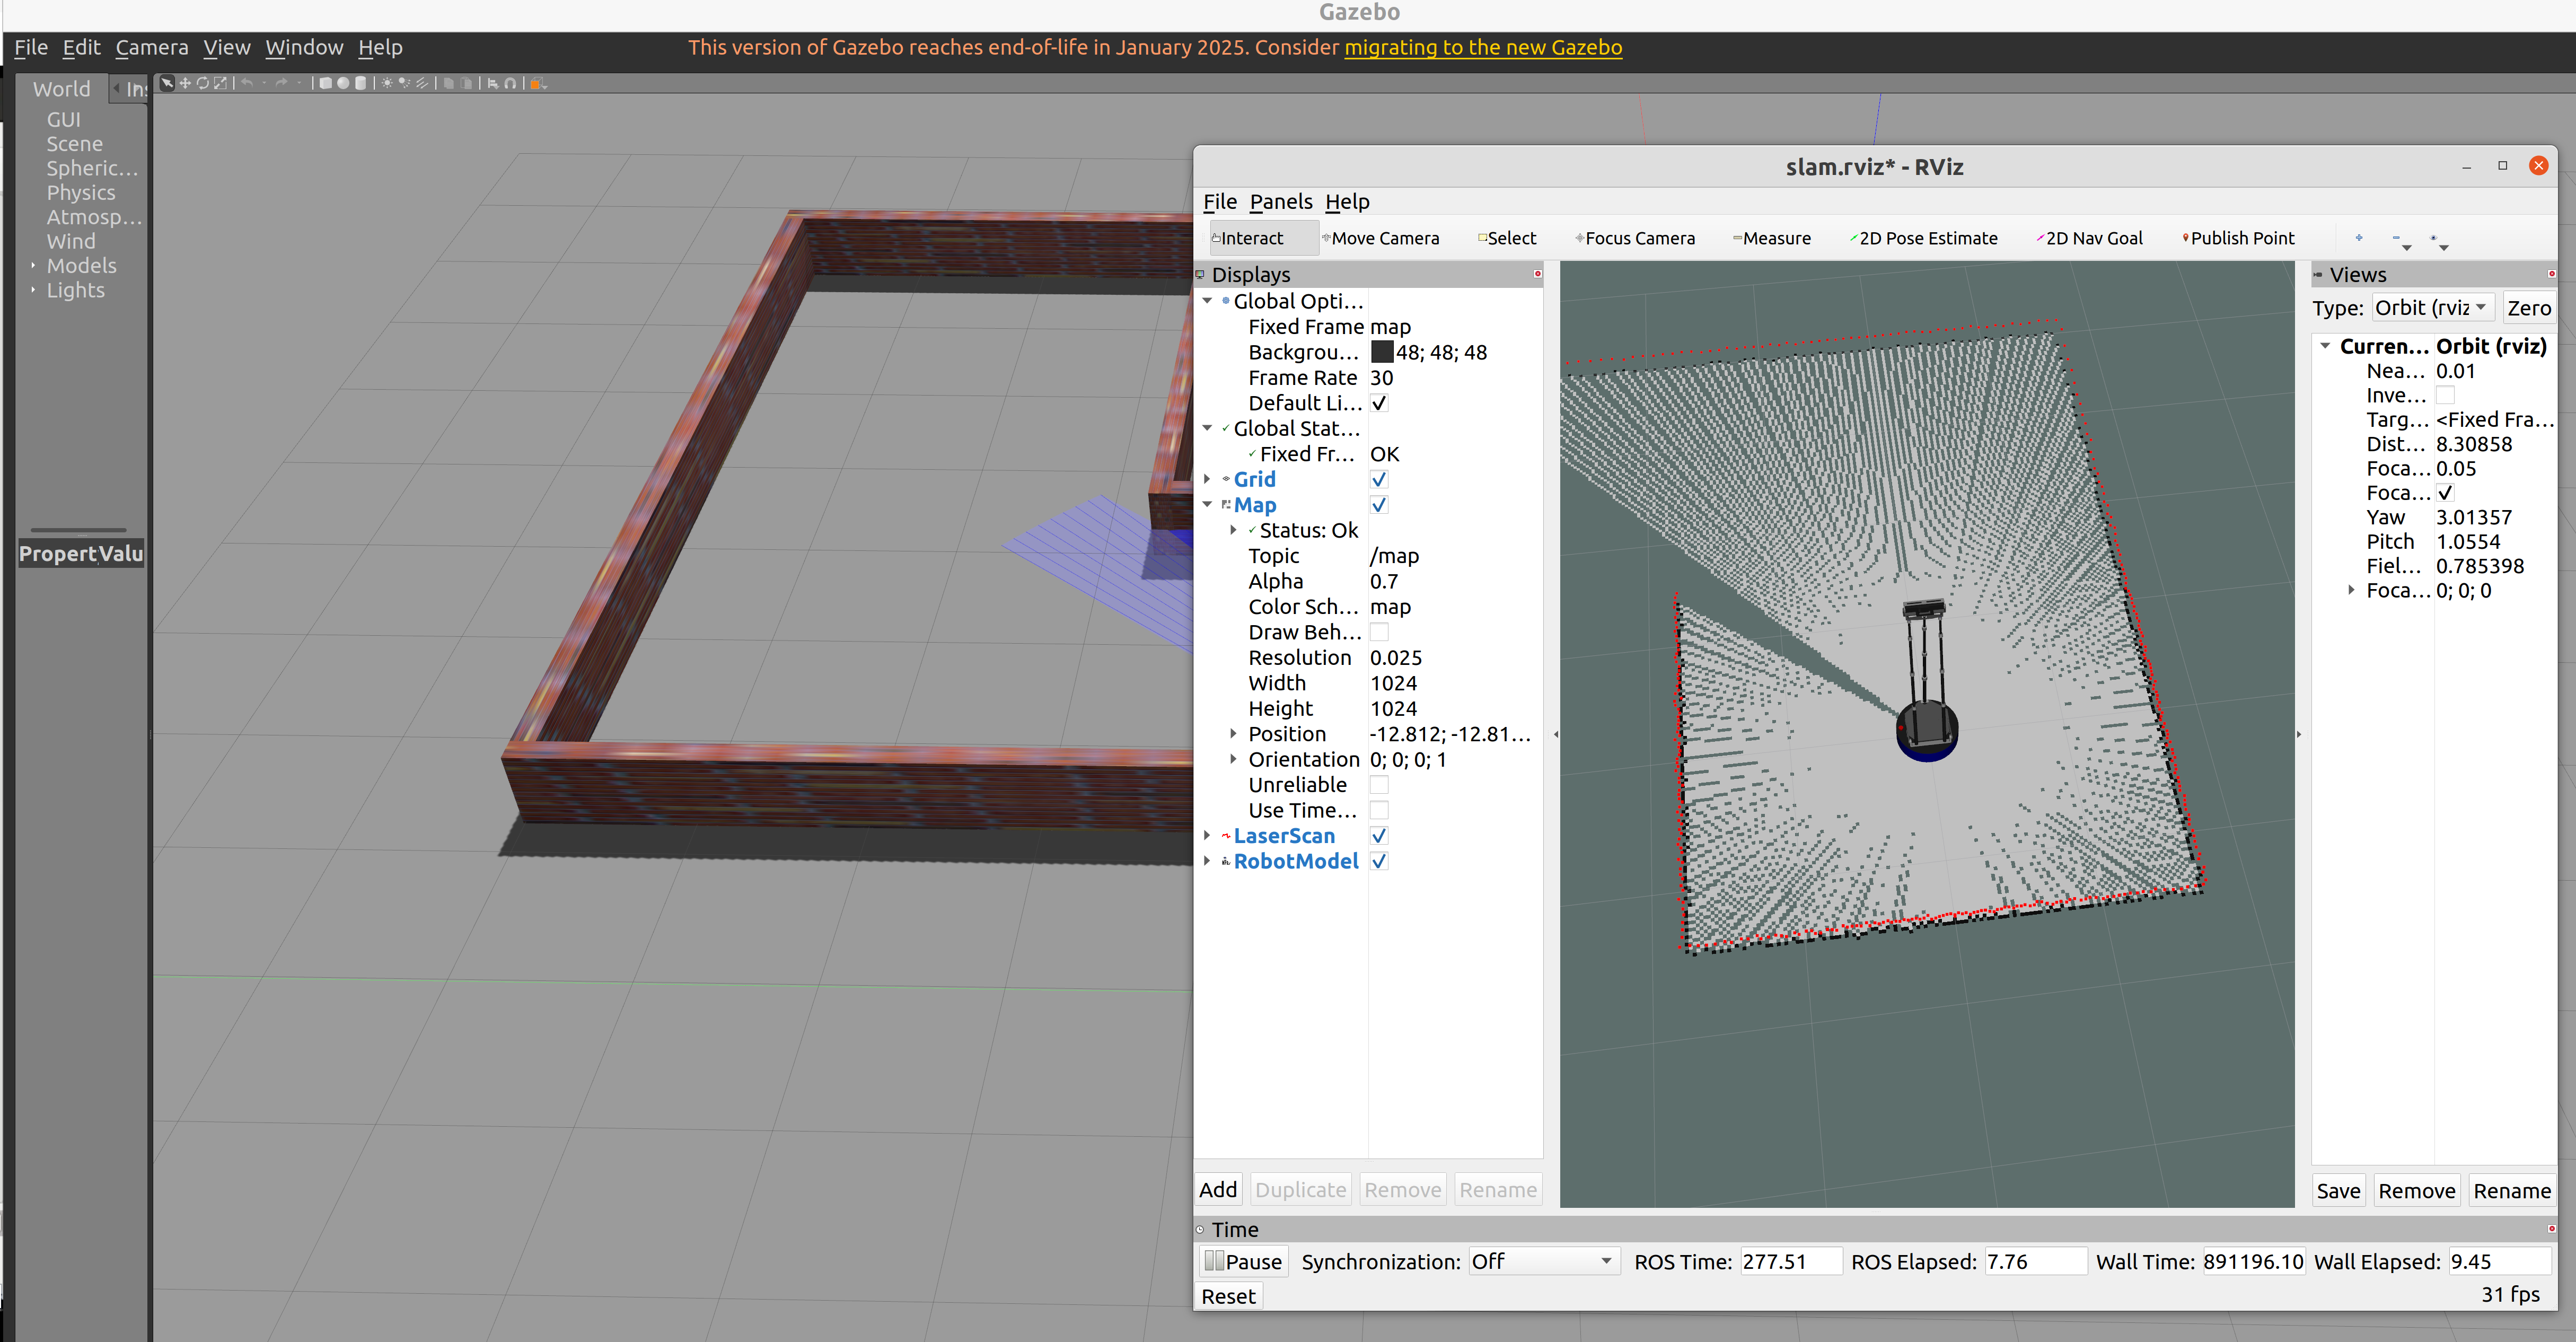 Gazebo
File Edit Camera View Window Help
This version of Gazebo reaches end-of-life in January 2025. Consider migrating to the new Gazebo
World Ins
GUI
Scene
Spheric...
Physics
Atmosp...
Wind
Models
Lights
Propert Valu
slam.rviz* - RViz
File Panels Help
Interact Move Camera Select Focus Camera Measure 2D Pose Estimate 2D Nav Goal Publish Point
Displays
Global Opti...
Fixed Frame map
Backgrou... 48; 48; 48
Frame Rate 30
Default Li...
Global Stat...
Fixed Fr... OK
Grid
Map
Status: Ok
Topic /map
Alpha 0.7
Color Sch... map
Draw Beh...
Resolution 0.025
Width 1024
Height 1024
Position -12.812; -12.81...
Orientation 0; 0; 0; 1
Unreliable
Use Time...
LaserScan
RobotModel
Add Duplicate Remove Rename
Views
Type: Orbit (rviz Zero
Curren... Orbit (rviz)
Nea... 0.01
Inve...
Targ... <Fixed Fra...
Dist... 8.30858
Foca... 0.05
Foca...
Yaw 3.01357
Pitch 1.0554
Fiel... 0.785398
Foca... 0; 0; 0
Save Remove Rename
Time
Pause Synchronization: Off ROS Time: 277.51 ROS Elapsed: 7.76 Wall Time: 891196.10 Wall Elapsed: 9.45
Reset 31 fps